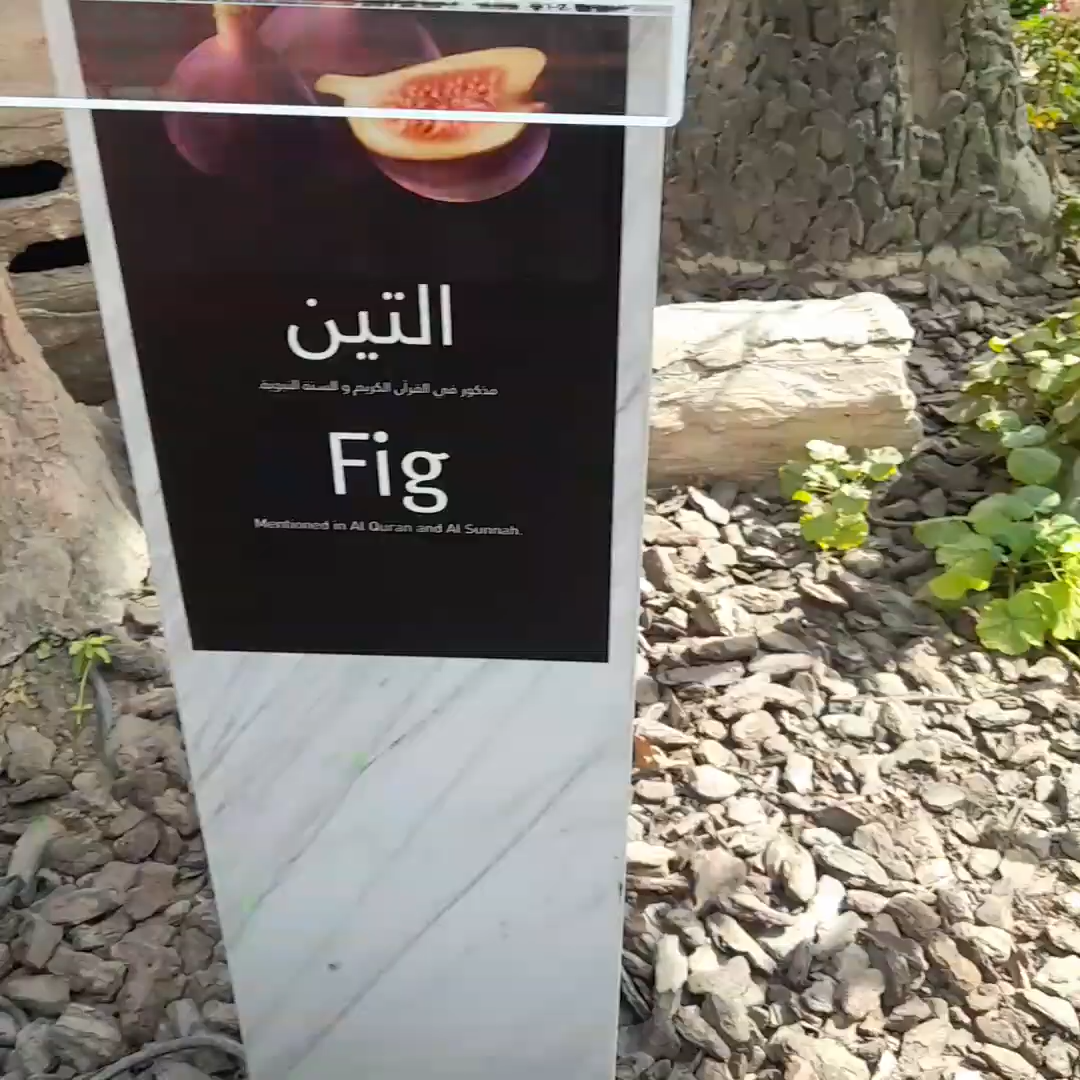 التين
مذكور في القرآن الكريم و السنة النبوية.
Fig
Mentioned in Al Quran and Al Sunnah.